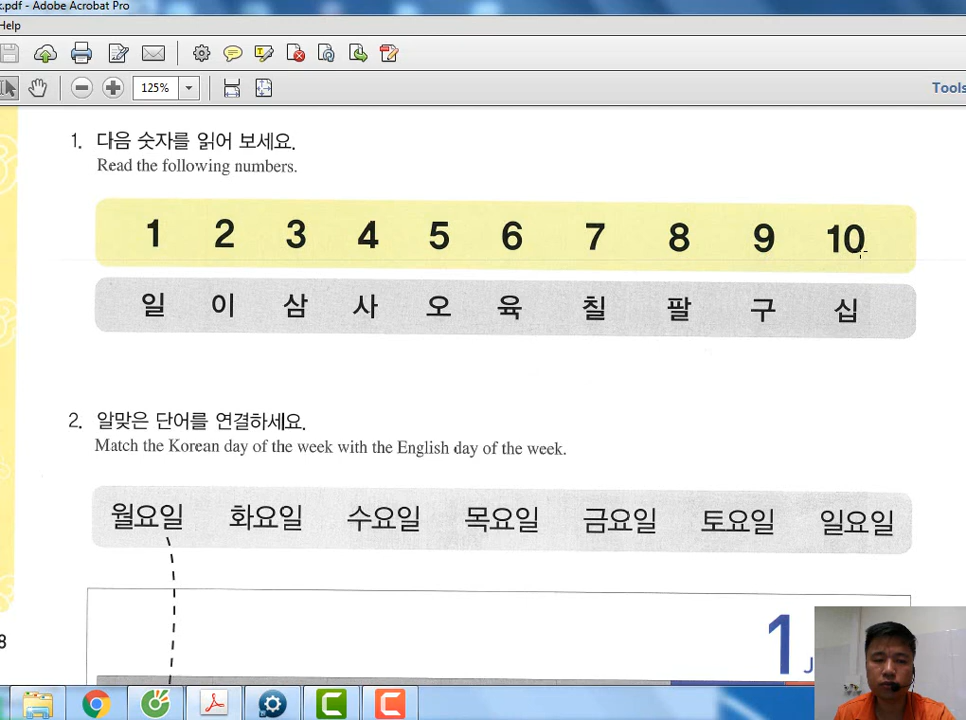 .pdf - Adobe Acrobat Pro
Help
125%
Tools
1. 다음 숫자를 읽어 보세요.
Read the following numbers.
1 2 3 4 5 6 7 8 9 10
일 이 삼 사 오 육 칠 팔 구 십
2. 알맞은 단어를 연결하세요.
Match the Korean day of the week with the English day of the week.
월요일 화요일 수요일 목요일 금요일 토요일 일요일
1 J
8